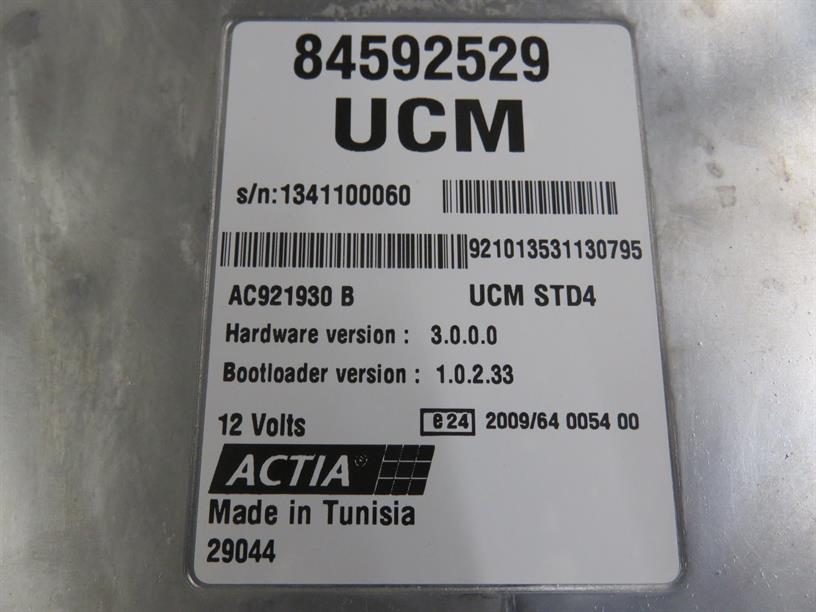 84592529
UCM
s/n:1341100060
921013531130795
AC921930 B UCM STD4
Hardware version : 3.0.0.0
Bootloader version : 1.0.2.33
12 Volts e24 2009/64 0054 00
ACTIA®
Made in Tunisia
29044